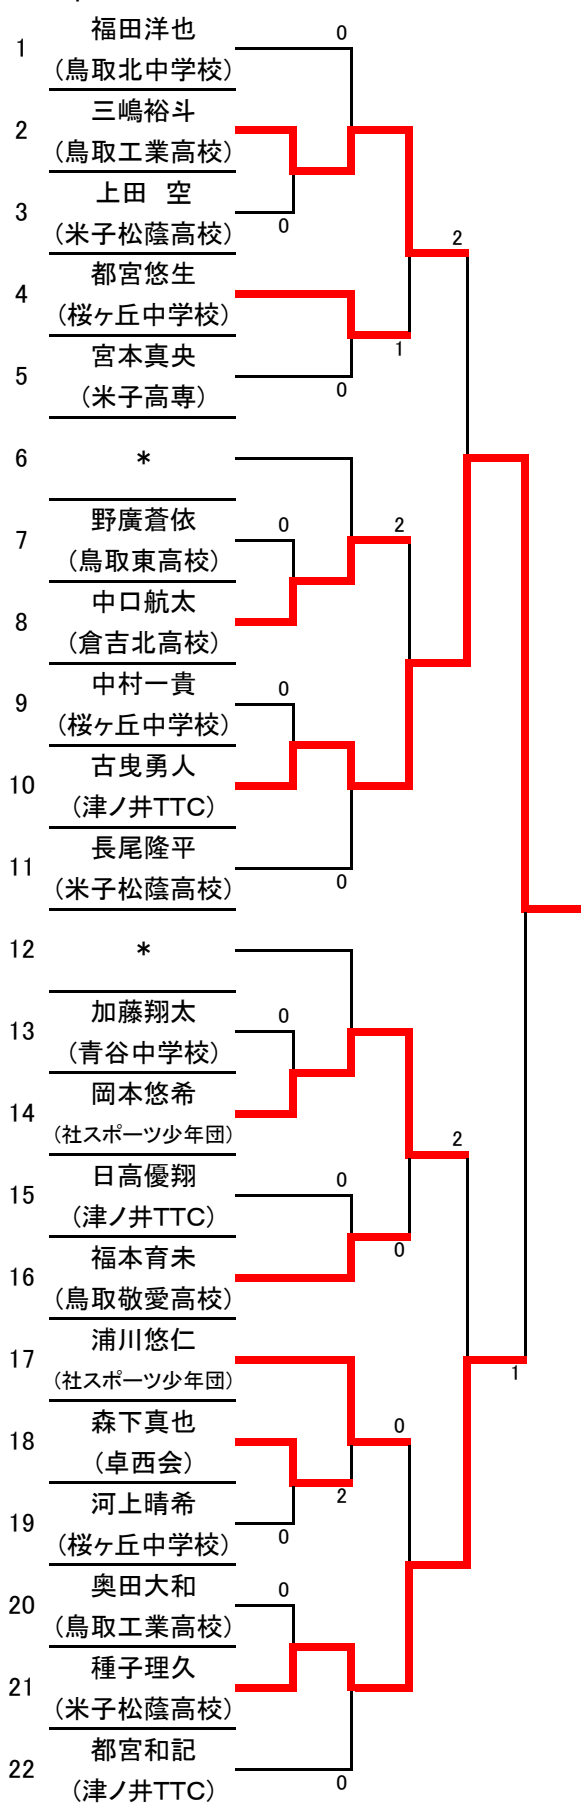 福田洋也
0
1
(鳥取北中学校)
三嶋裕斗
2
(鳥取工業高校)
上田 空
3
(米子松蔭高校)
0
2
都宮悠生
4
(桜ヶ丘中学校)
1
宮本真央
5
(米子高専)
0
6
*
野廣蒼依
0
2
7
(鳥取東高校)
中口航太
8
(倉吉北高校)
中村一貴
0
9
(桜ヶ丘中学校)
古曳勇人
10
(津ノ井TTC)
長尾隆平
11
(米子松蔭高校)
0
12
*
加藤翔太
0
13
(青谷中学校)
岡本悠希
14
(社スポーツ少年団)
2
日高優翔
0
15
(津ノ井TTC)
福本育未
0
16
(鳥取敬愛高校)
浦川悠仁
17
(社スポーツ少年団)
1
森下真也
0
18
(卓西会)
河上晴希
2
19
(桜ヶ丘中学校)
0
奥田大和
0
20
(鳥取工業高校)
種子理久
21
(米子松蔭高校)
都宮和記
22
(津ノ井TTC)
0